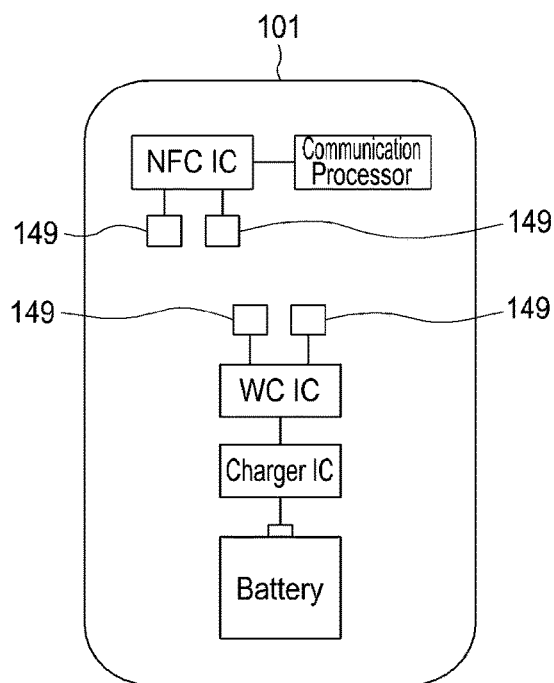 101
NFC IC
Communication
Processor
149
149
149
149
WC IC
Charger IC
Battery